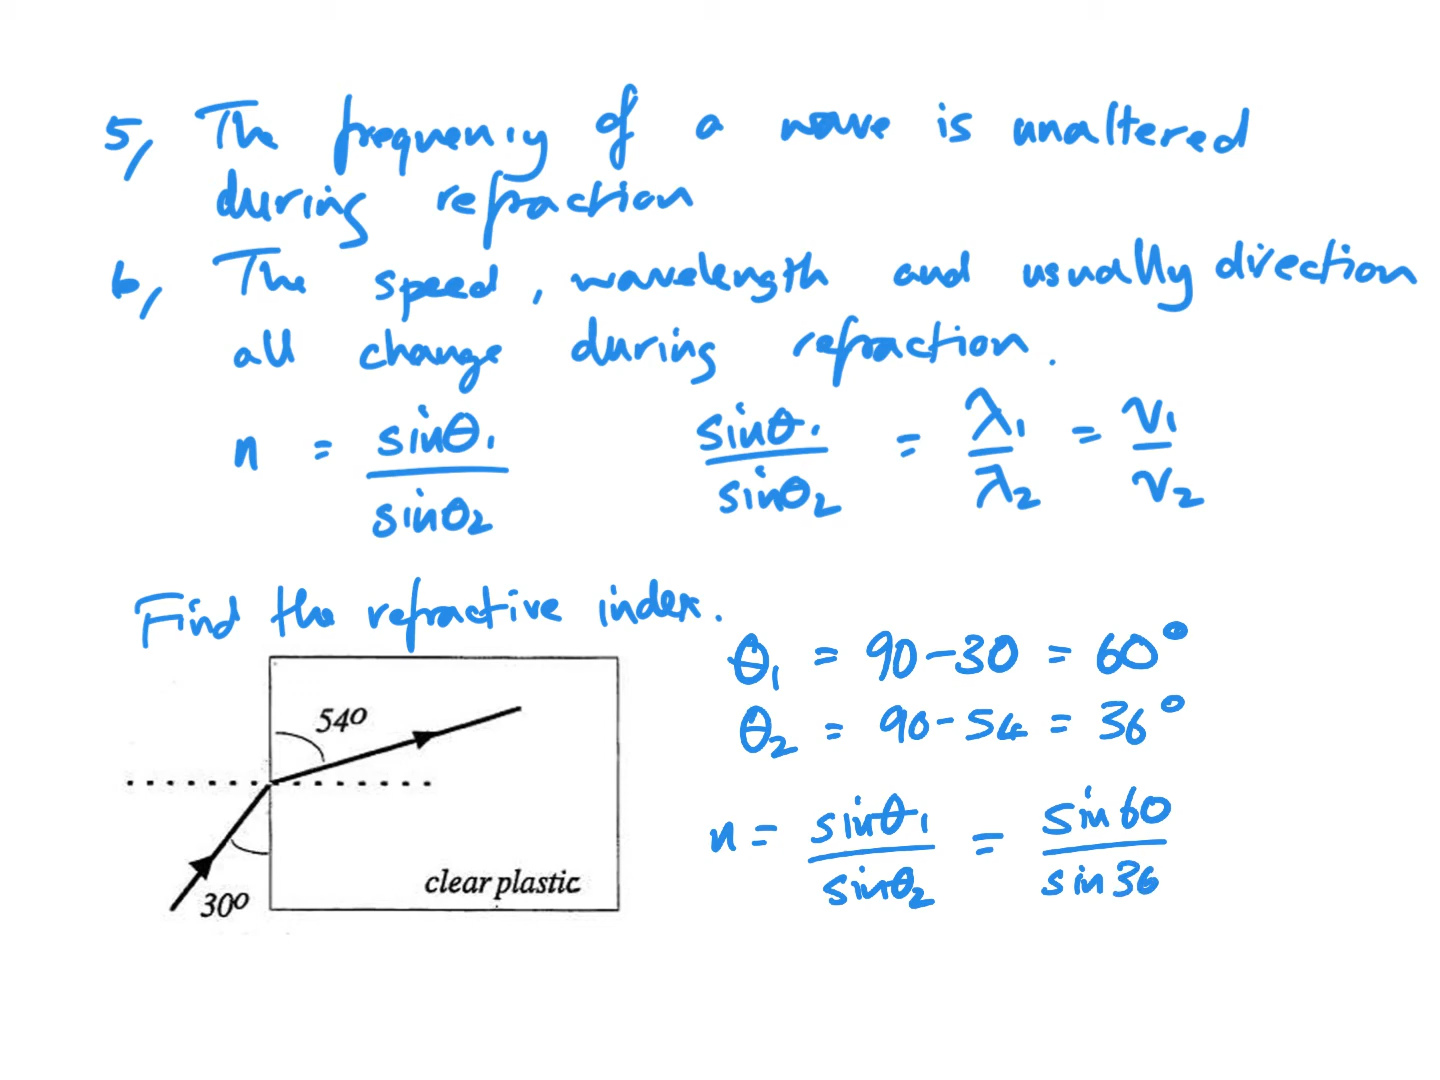 5, The frequency of a wave is unaltered
during refraction
6, The speed, wavelength and usually direction
all change during refraction.
n = sinθ₁/sinθ₂ sinθ₁/sinθ₂ = λ₁/λ₂ = v₁/v₂
Find the refractive index.
θ₁ = 90-30 = 60°
54o
θ₂ = 90-54 = 36°
n = sinθ₁/sinθ₂ = sin60/sin36
clear plastic
30o